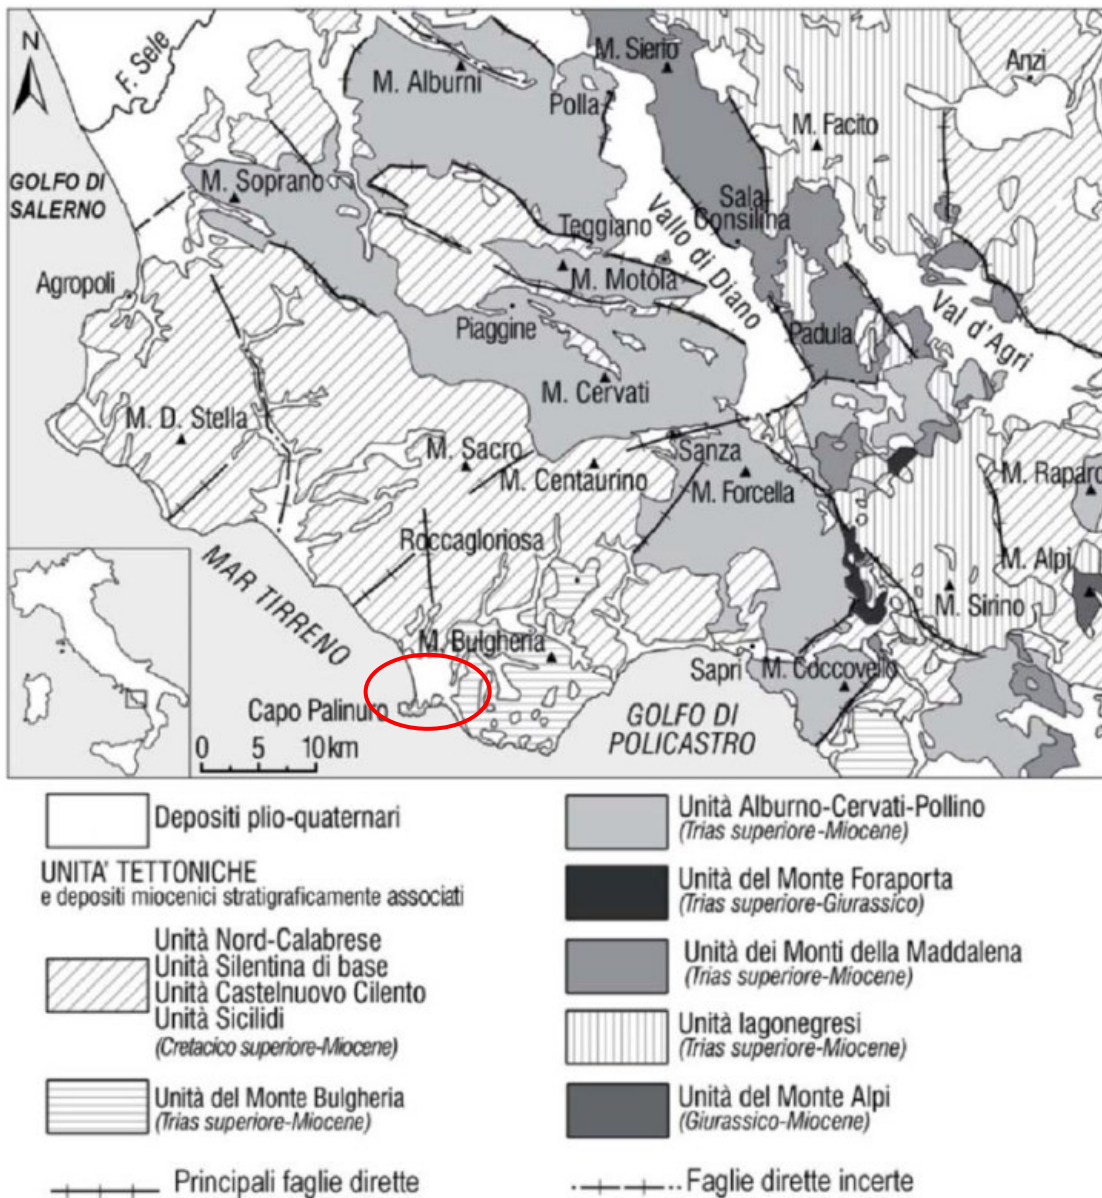 N
F. Sele
M. Alburni
M. Sierio
Anzi
Polla
M. Facito
GOLFO DI
SALERNO
M. Soprano
Sala
Consilina
Teggiano
Vallo di Diano
Agropoli
M. Motola
Val d'Agri
Piaggine
Padula
M. Cervati
M. D. Stella
M. Sacro
Sanza
M. Centaurino
M. Forcella
M. Raparo
Roccagloriosa
MAR TIRRENO
M. Alpi
M. Sirino
M. Bulgheria
Sapri
M. Coccovello
Capo Palinuro
GOLFO DI
POLICASTRO
0 5 10 km
Depositi plio-quaternari
UNITA' TETTONICHE
e depositi miocenici stratigraficamente associati
Unità Nord-Calabrese
Unità Silentina di base
Unità Castelnuovo Cilento
Unità Sicilidi
(Cretacico superiore-Miocene)
Unità del Monte Bulgheria
(Trias superiore-Miocene)
Principali faglie dirette
Unità Alburno-Cervati-Pollino
(Trias superiore-Miocene)
Unità del Monte Foraporta
(Trias superiore-Giurassico)
Unità dei Monti della Maddalena
(Trias superiore-Miocene)
Unità lagonegresi
(Trias superiore-Miocene)
Unità del Monte Alpi
(Giurassico-Miocene)
Faglie dirette incerte